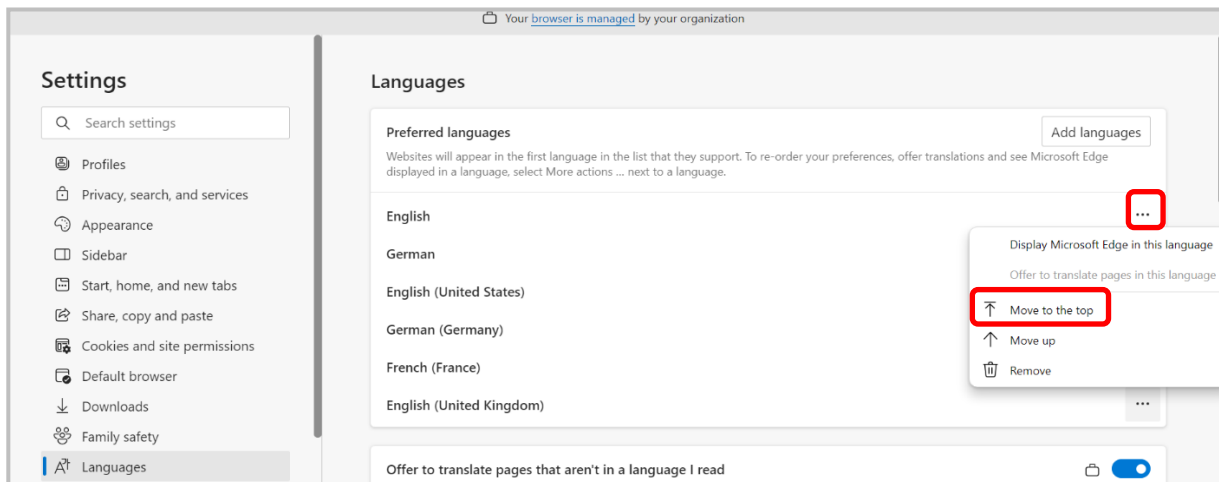 Your browser is managed by your organization
Settings
Search settings
Profiles
Privacy, search, and services
Appearance
Sidebar
Start, home, and new tabs
Share, copy and paste
Cookies and site permissions
Default browser
Downloads
Family safety
Languages
Languages
Preferred languages
Add languages
Websites will appear in the first language in the list that they support. To re-order your preferences, offer translations and see Microsoft Edge
displayed in a language, select More actions ... next to a language.
English
German
English (United States)
German (Germany)
French (France)
English (United Kingdom)
Display Microsoft Edge in this language
Offer to translate pages in this language
Move to the top
Move up
Remove
Offer to translate pages that aren't in a language I read